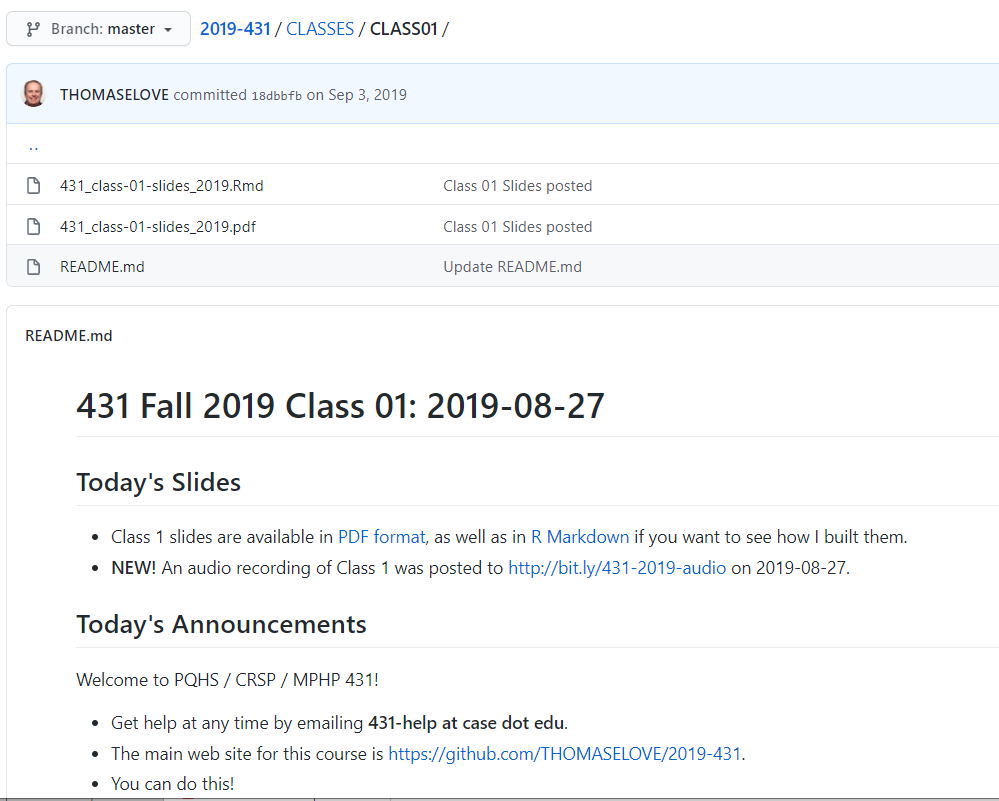 Branch: master 2019-431 / CLASSES / CLASS01 /
THOMASELOVE committed 18dbbfb on Sep 3, 2019
..
431_class-01-slides_2019.Rmd Class 01 Slides posted
431_class-01-slides_2019.pdf Class 01 Slides posted
README.md Update README.md
README.md
431 Fall 2019 Class 01: 2019-08-27
Today's Slides
• Class 1 slides are available in PDF format, as well as in R Markdown if you want to see how I built them.
• NEW! An audio recording of Class 1 was posted to http://bit.ly/431-2019-audio on 2019-08-27.
Today's Announcements
Welcome to PQHS / CRSP / MPHP 431!
• Get help at any time by emailing 431-help at case dot edu.
• The main web site for this course is https://github.com/THOMASELOVE/2019-431.
• You can do this!